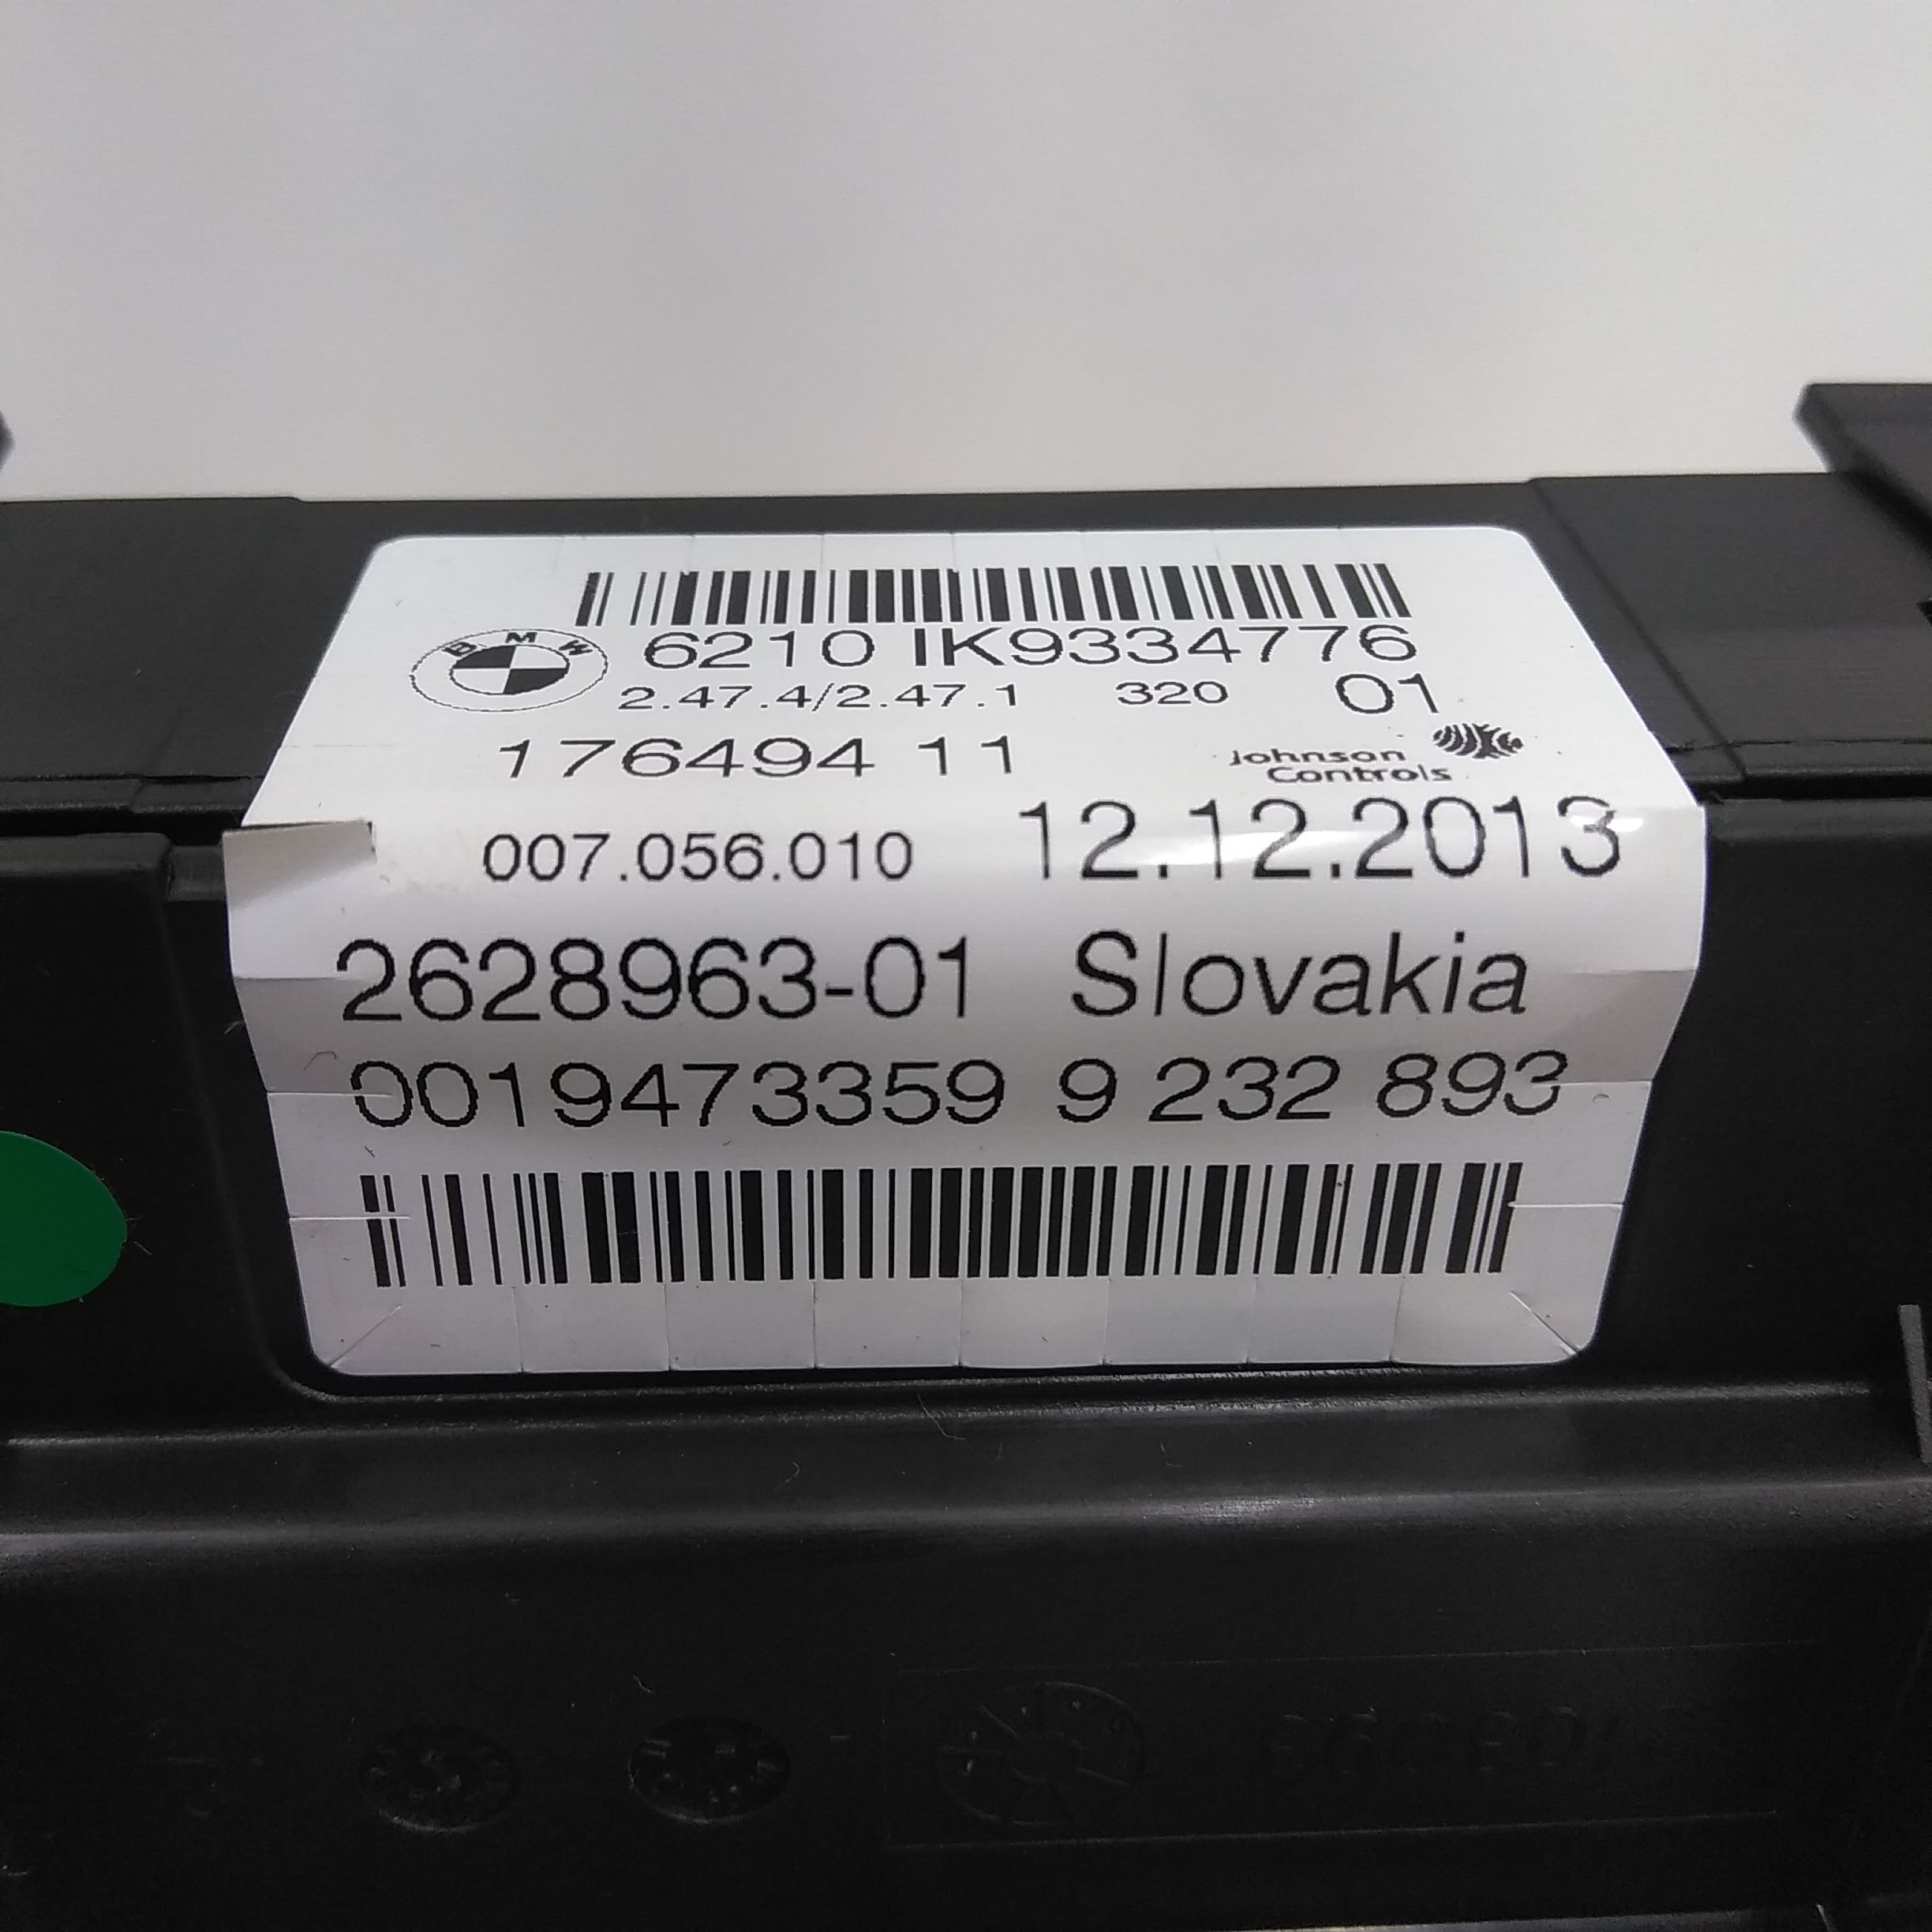 BMW
6210 IK9334776
2.47.4/2.47.1 320 01
176494 11
Johnson
Controls
007.056.010 12.12.2013
2628963-01 Slovakia
0019473359 9 232 893